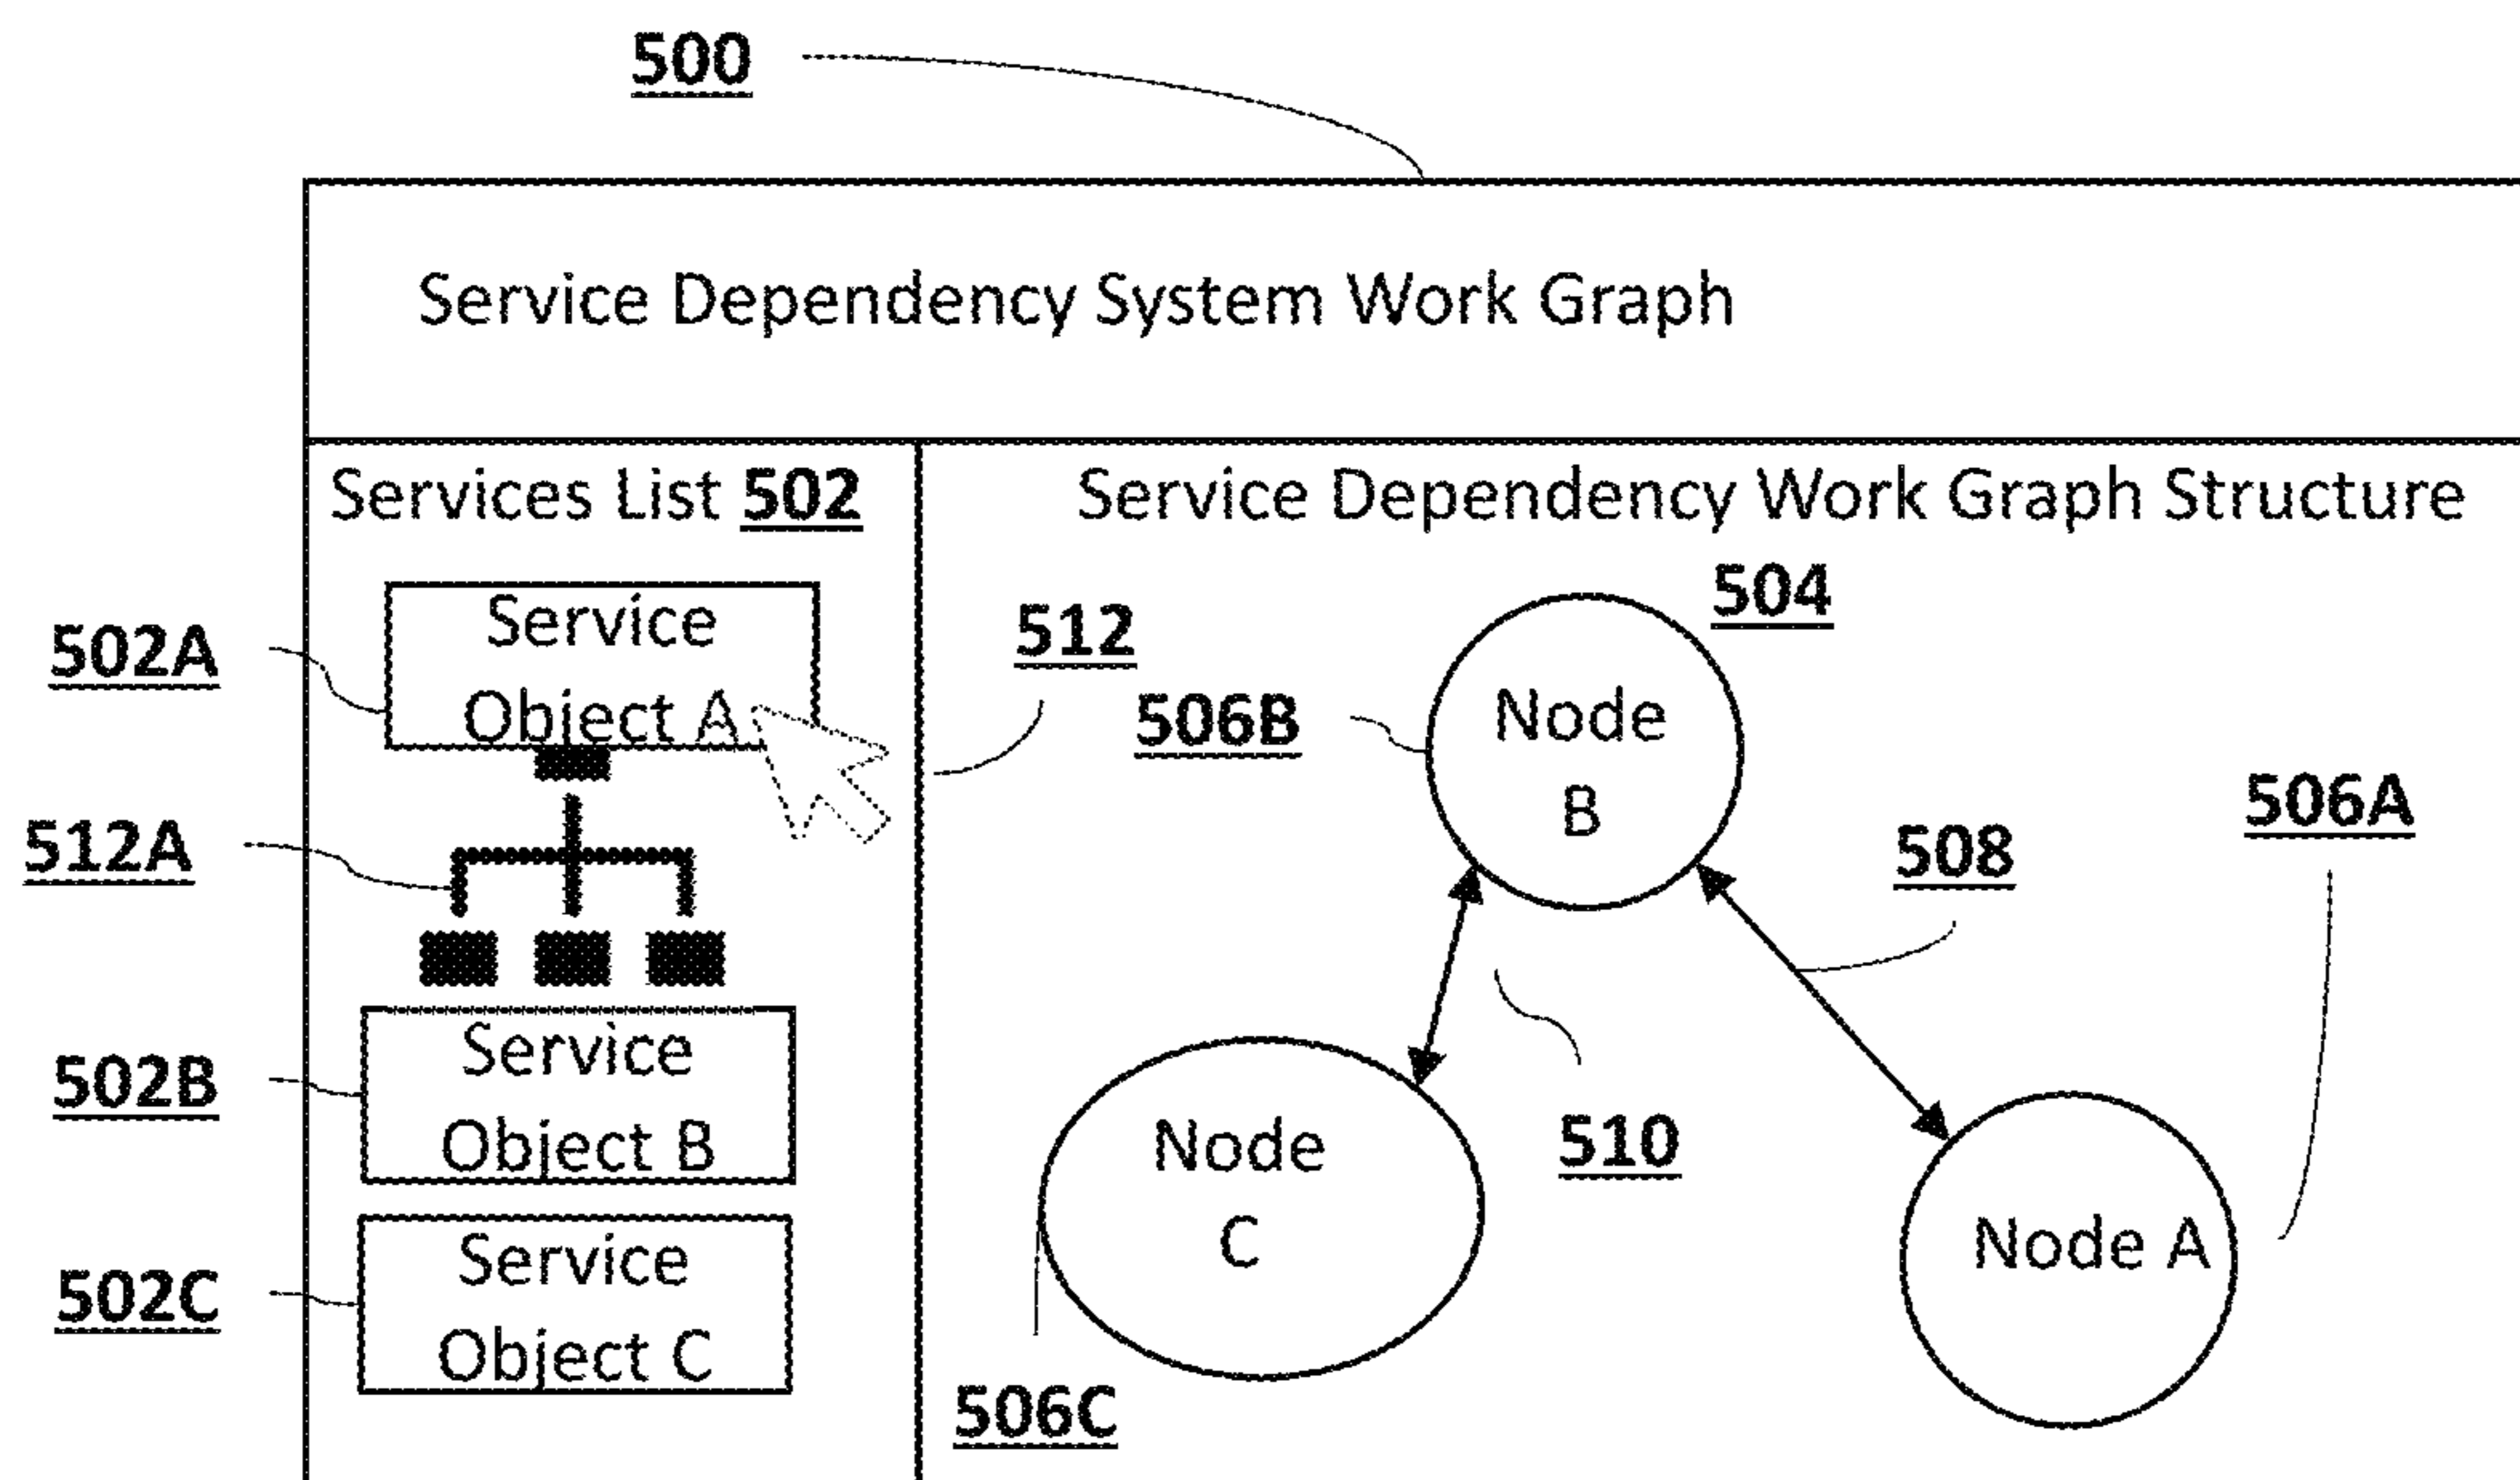 500
Service Dependency System Work Graph
Services List 502
Service Dependency Work Graph Structure
504
502A
Service
Object A
512
506B
Node
B
506A
508
512A
502B
Service
Object B
510
Node
C
Node A
502C
Service
Object C
506C